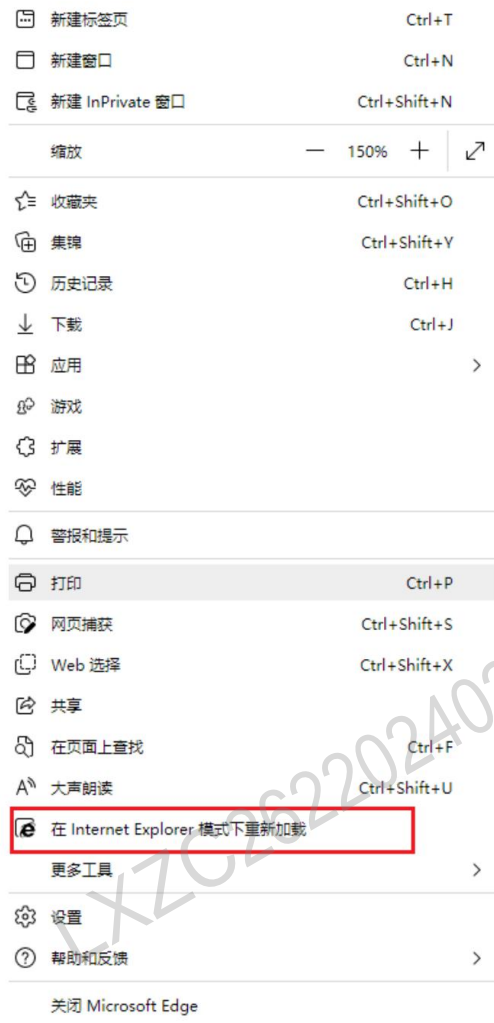 新建标签页 Ctrl+T
新建窗口 Ctrl+N
新建 InPrivate 窗口 Ctrl+Shift+N
缩放 — 150% +
收藏夹 Ctrl+Shift+O
集锦 Ctrl+Shift+Y
历史记录 Ctrl+H
下载 Ctrl+J
应用
游戏
扩展
性能
警报和提示
打印 Ctrl+P
网页捕获 Ctrl+Shift+S
Web 选择 Ctrl+Shift+X
共享
在页面上查找 Ctrl+F
大声朗读 Ctrl+Shift+U
在 Internet Explorer 模式下重新加载
更多工具
设置
帮助和反馈
关闭 Microsoft Edge
LXZC262202402